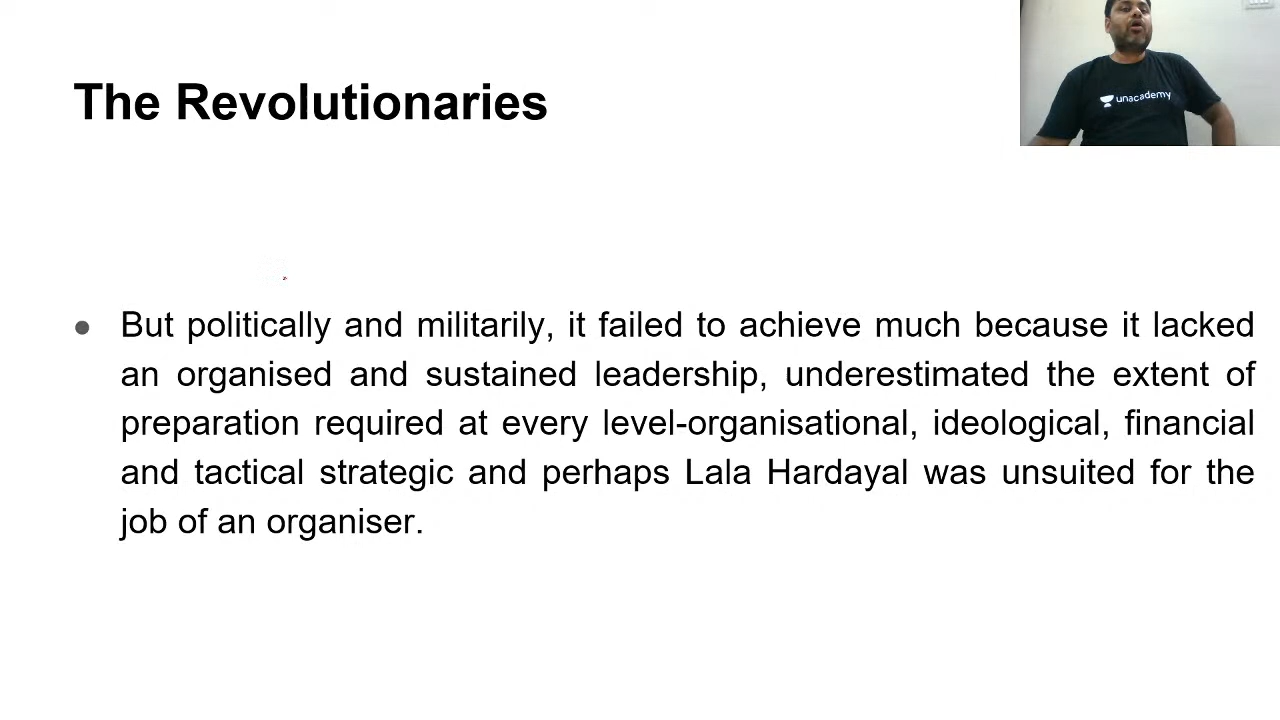 The Revolutionaries
unacademy
But politically and militarily, it failed to achieve much because it lacked
an organised and sustained leadership, underestimated the extent of
preparation required at every level-organisational, ideological, financial
and tactical strategic and perhaps Lala Hardayal was unsuited for the
job of an organiser.